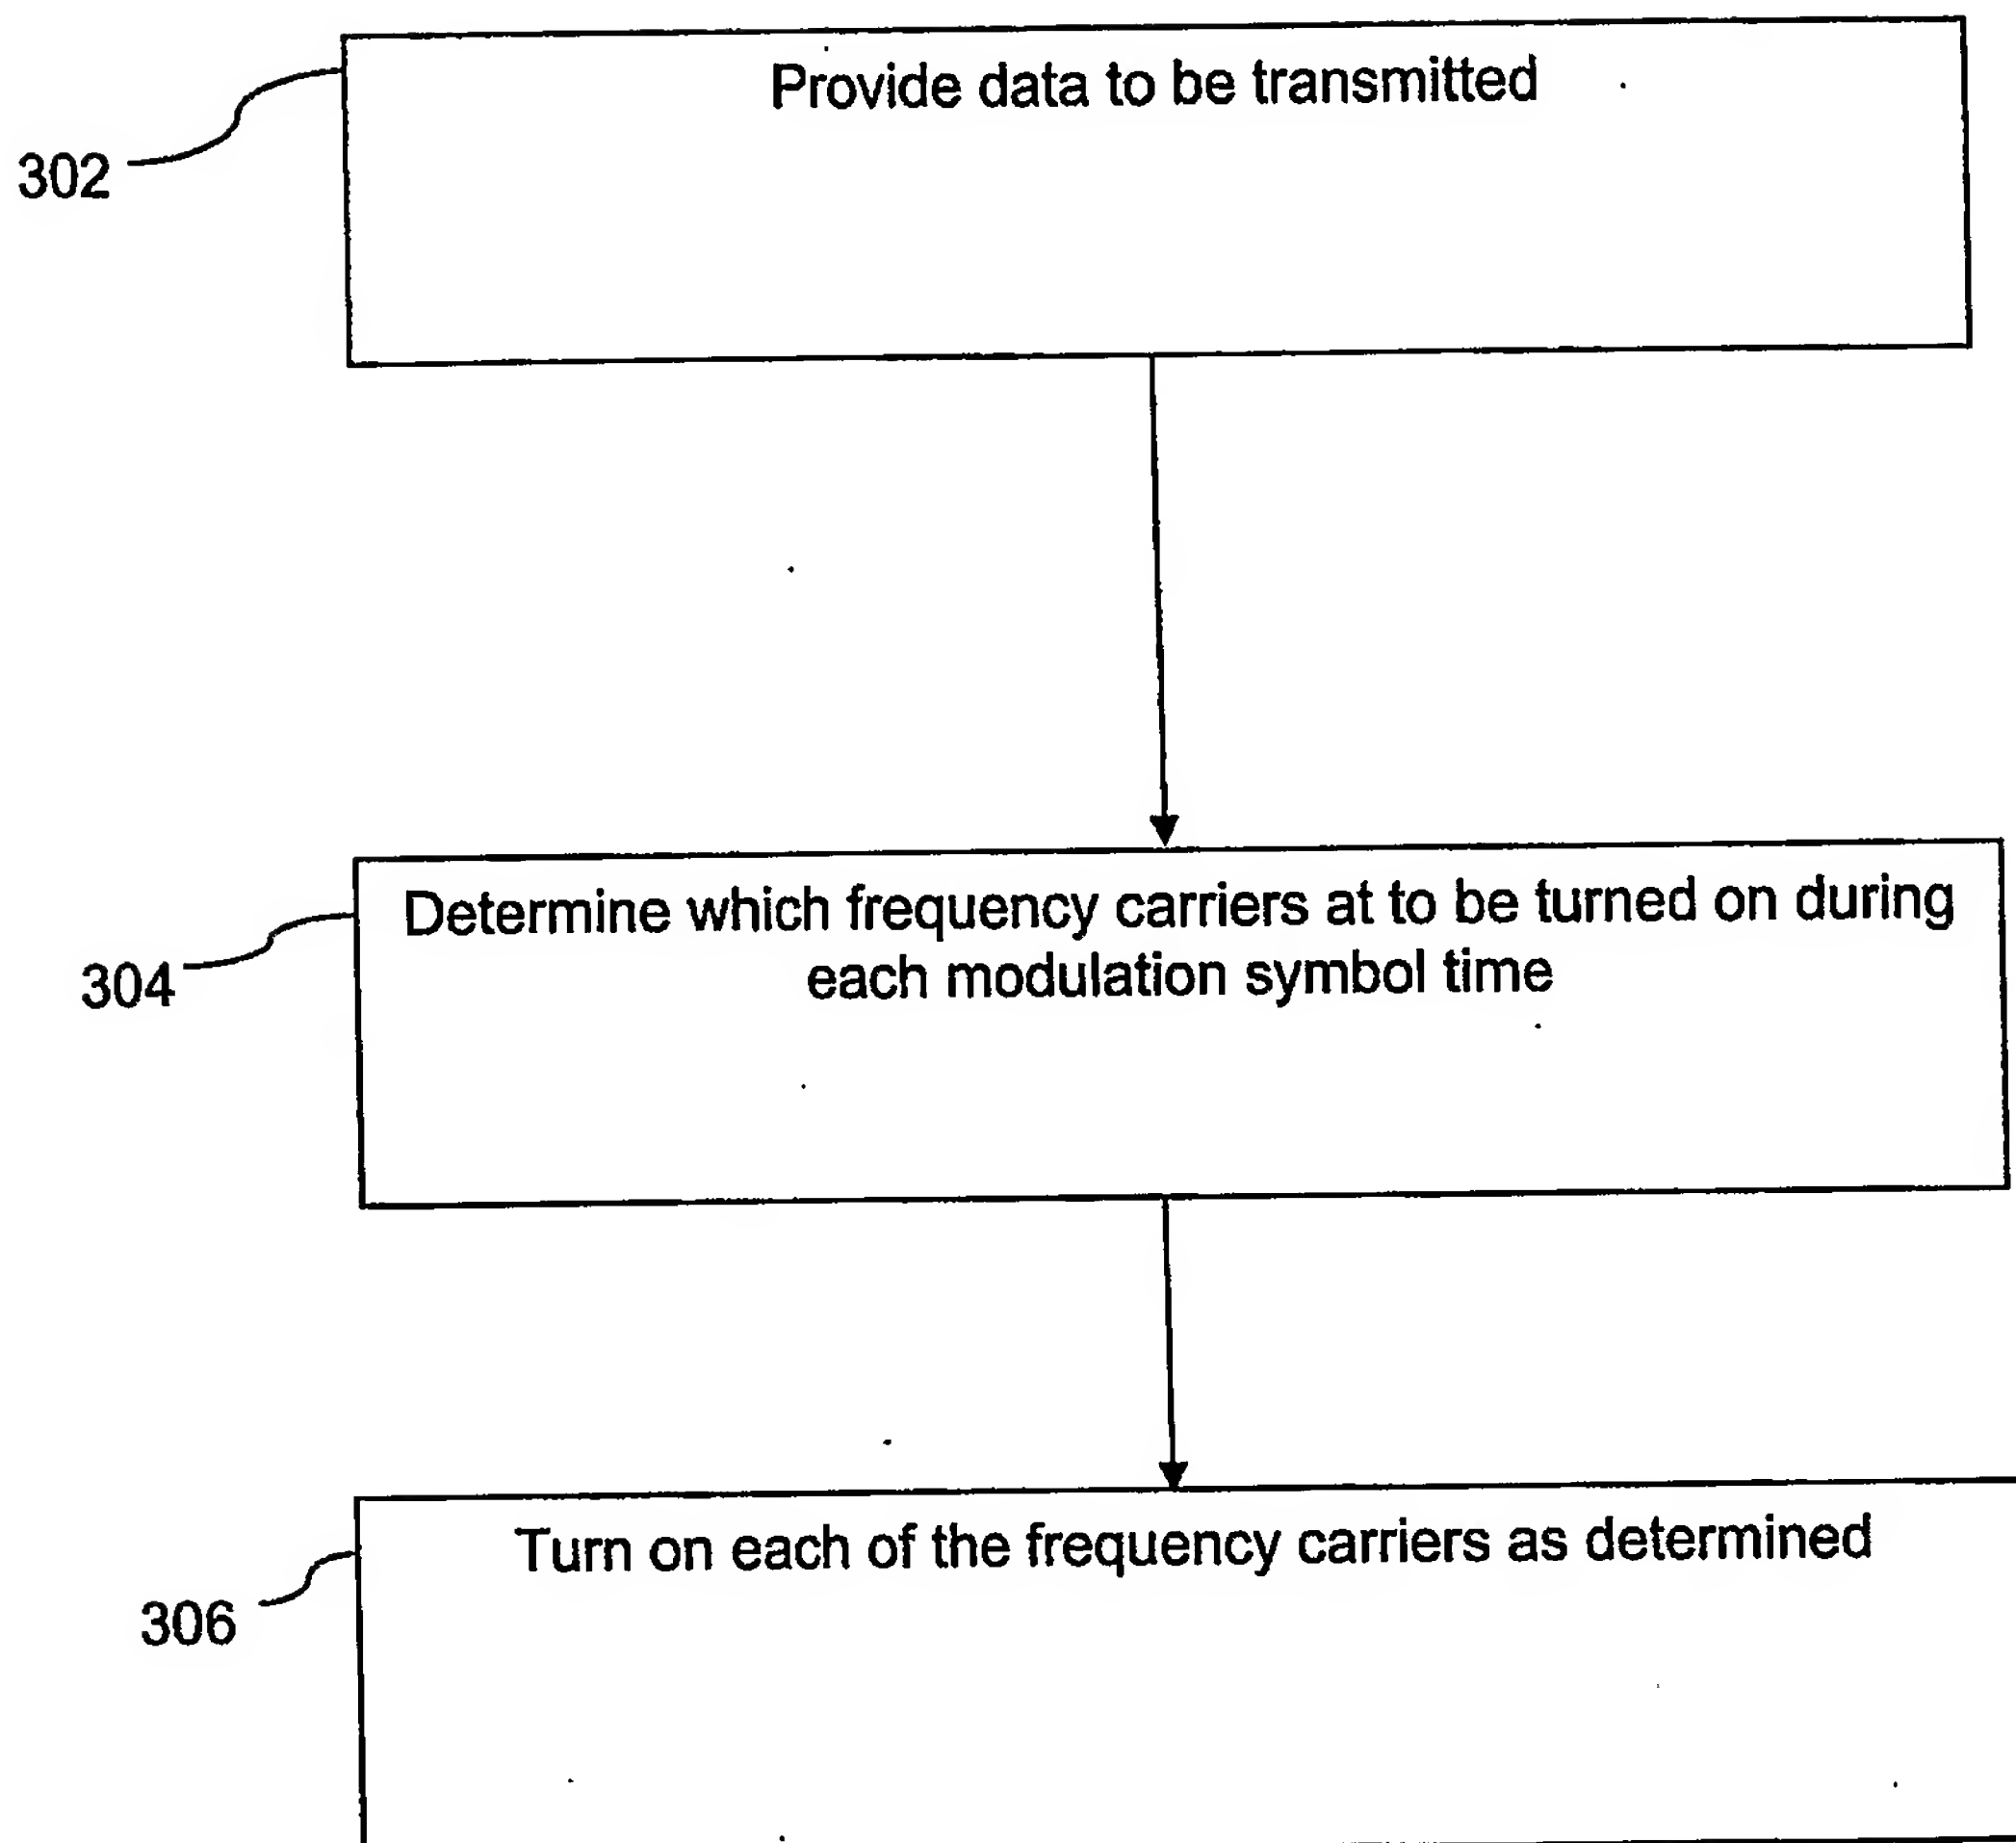 Provide data to be transmitted
302
Determine which frequency carriers at to be turned on during
each modulation symbol time
304
Turn on each of the frequency carriers as determined
306